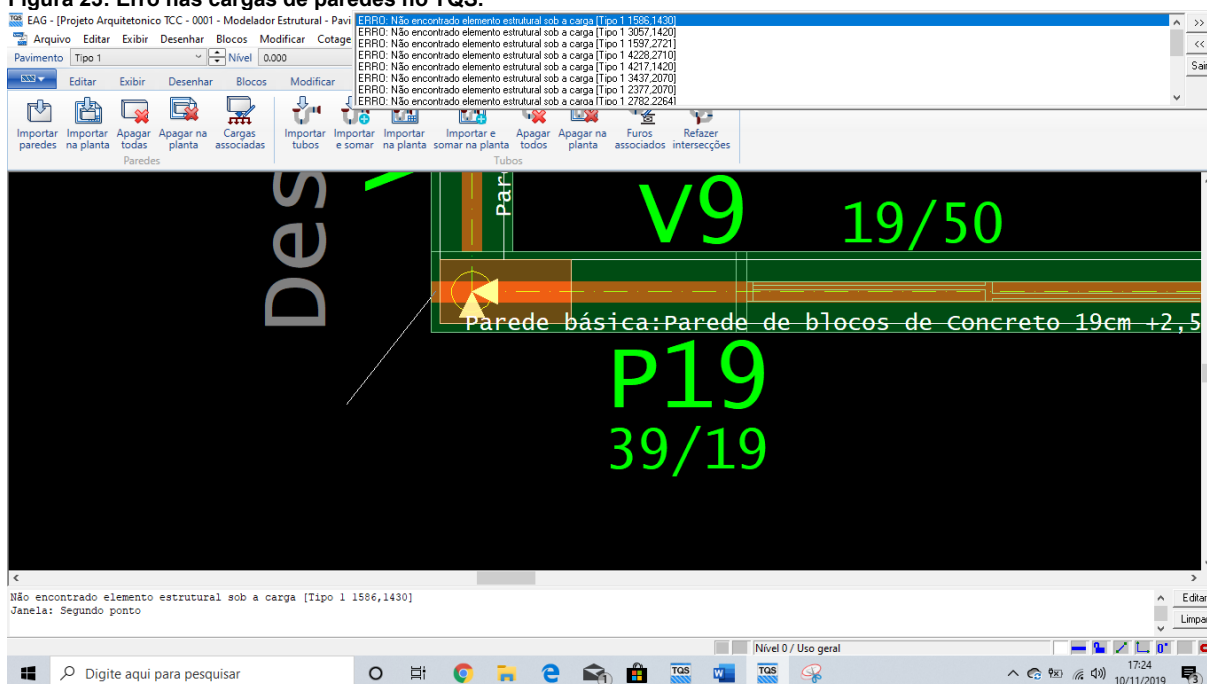 Figura 23: Erro nas cargas de paredes no TQS.
EAG - [Projeto Arquitetonico TCC - 0001 - Modelador Estrutural - Pavi
ERRO: Não encontrado elemento estrutural sob a carga [Tipo 1 1586,1430]
ERRO: Não encontrado elemento estrutural sob a carga [Tipo 1 3057,1420]
ERRO: Não encontrado elemento estrutural sob a carga [Tipo 1 1597,2721]
ERRO: Não encontrado elemento estrutural sob a carga [Tipo 1 4228,2710]
ERRO: Não encontrado elemento estrutural sob a carga [Tipo 1 4217,1420]
ERRO: Não encontrado elemento estrutural sob a carga [Tipo 1 3437,2070]
ERRO: Não encontrado elemento estrutural sob a carga [Tipo 1 2377,2070]
ERRO: Não encontrado elemento estrutural sob a carga [Tipo 1 2782,2264]
>>
<<
Sair
Arquivo Editar Exibir Desenhar Blocos Modificar Cotage
Pavimento Tipo 1 Nível 0.000
Editar Exibir Desenhar Blocos Modificar
Importar paredes
Importar na planta
Apagar todas
Apagar na planta
Cargas associadas
Importar tubos
Importar e somar
Importar na planta
Importar e somar na planta
Apagar todos
Apagar na planta
Furos associados
Refazer intersecções
Paredes
Tubos
Des
Par
V9 19/50
Parede básica:Parede de blocos de Concreto 19cm +2,5
P19
39/19
Não encontrado elemento estrutural sob a carga [Tipo 1 1586,1430]
Janela: Segundo ponto
Editar
Limpar
Nível 0 / Uso geral
Digite aqui para pesquisar
TQS
TQS
17:24
10/11/2019